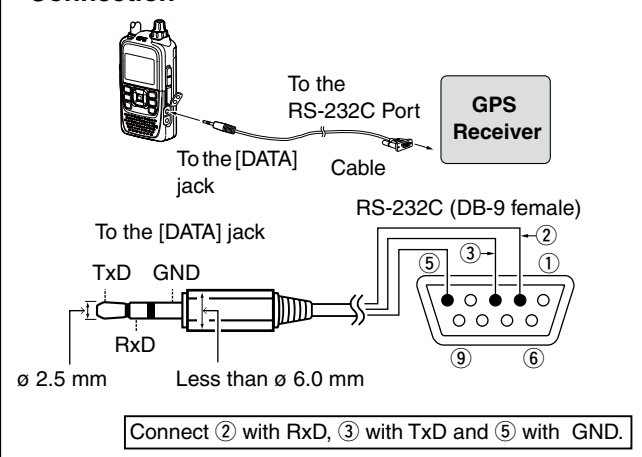 To the
RS-232C Port
GPS
Receiver
To the [DATA]
jack
Cable
RS-232C (DB-9 female)
To the [DATA] jack
②
③
⑤
①
TxD GND
RxD
⑨
⑥
ø 2.5 mm
Less than ø 6.0 mm
Connect ② with RxD, ③ with TxD and ⑤ with GND.